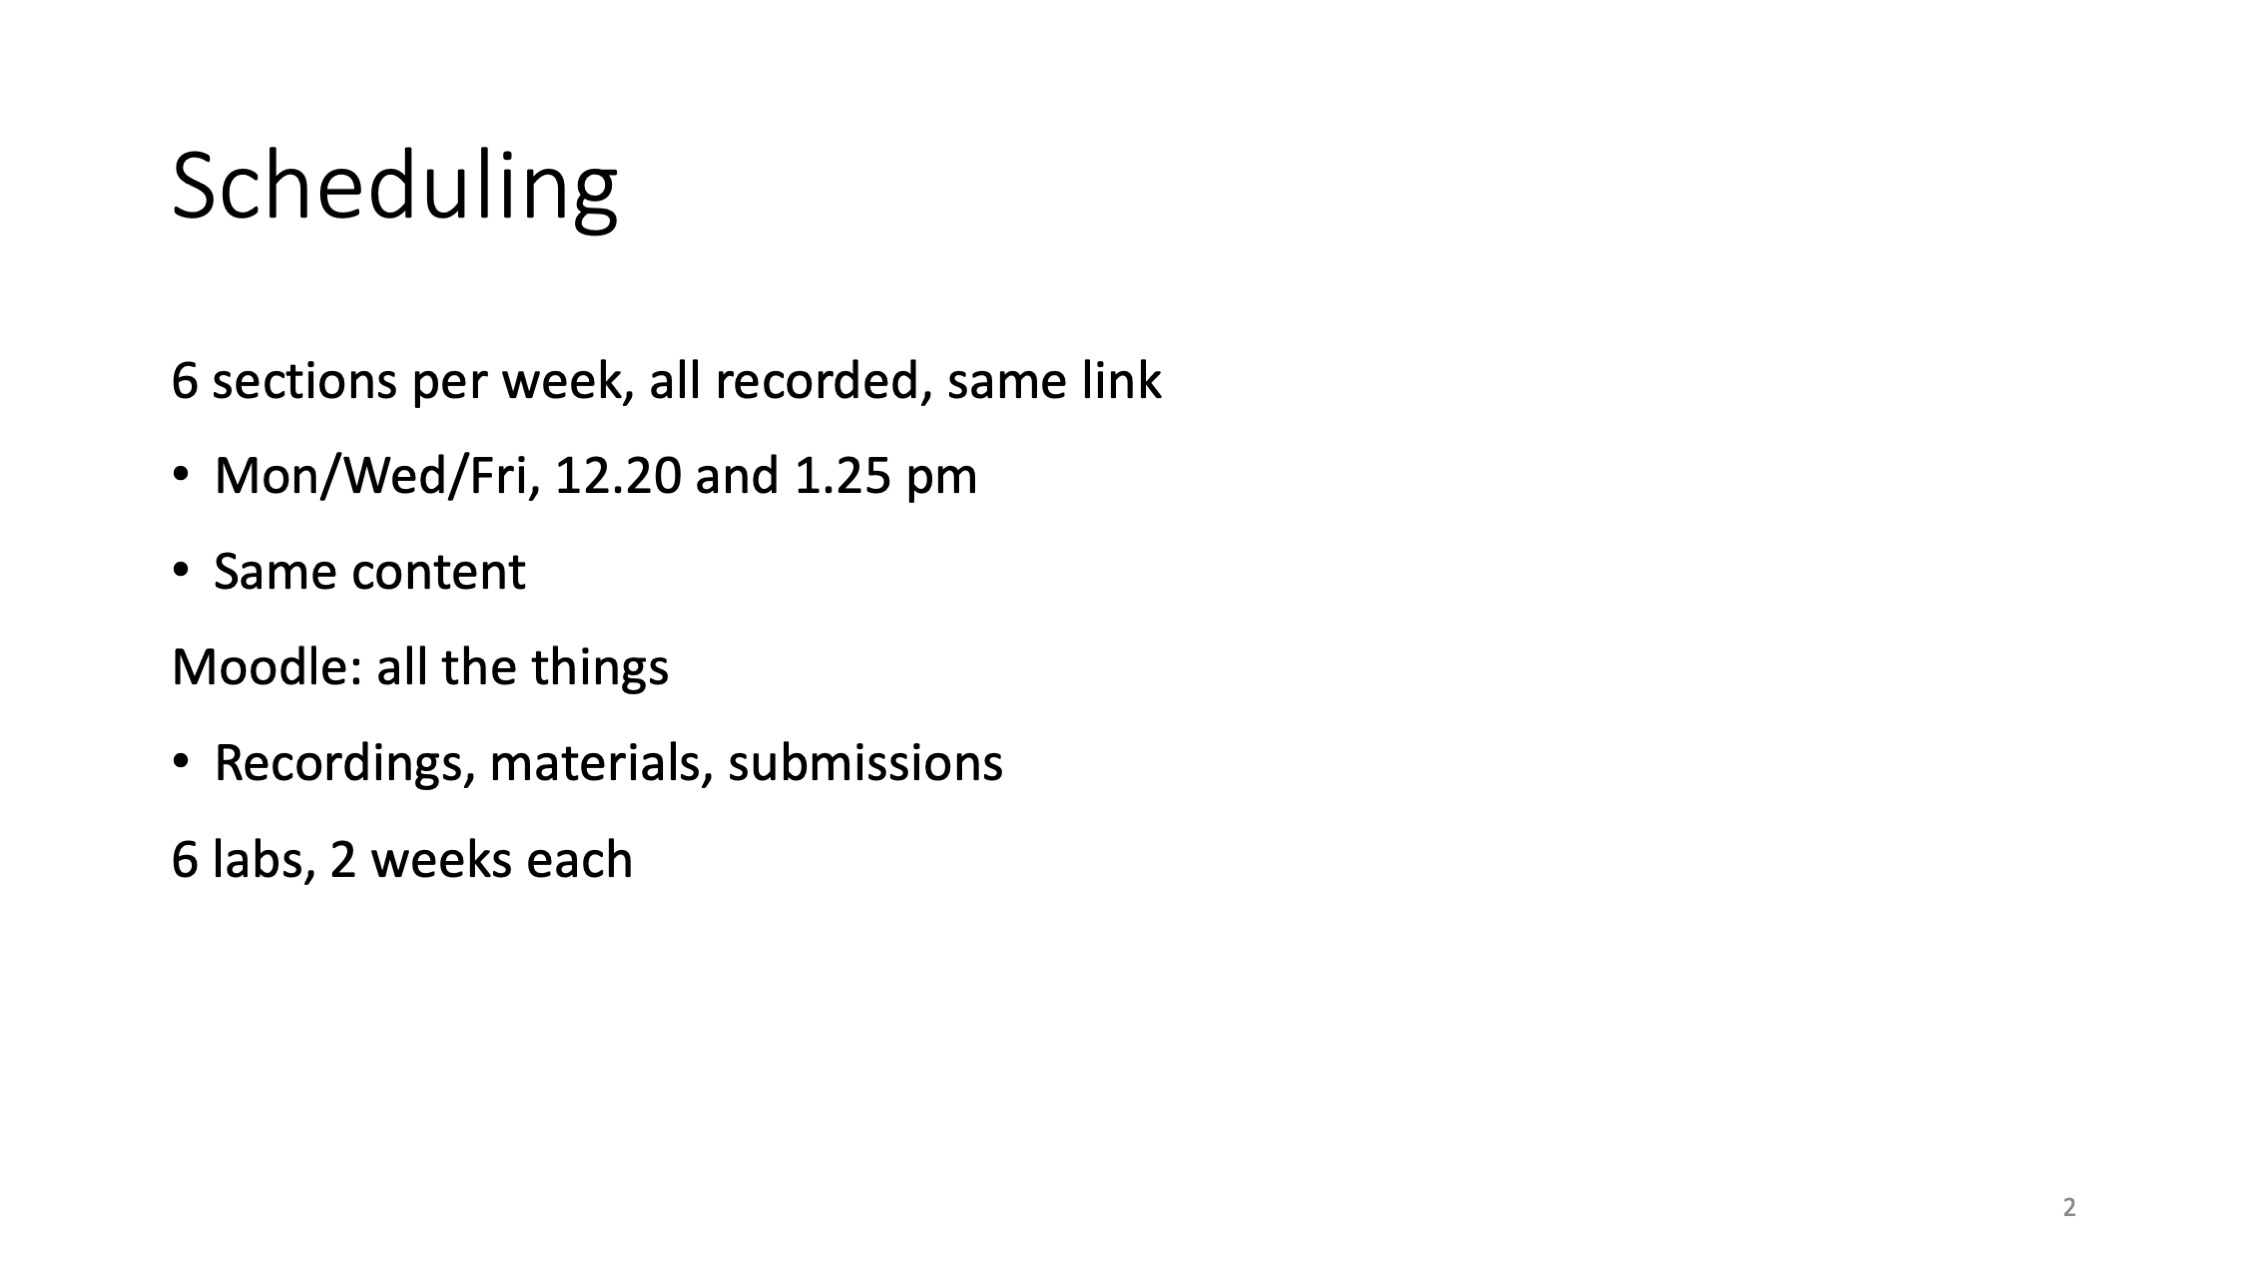 Scheduling
6 sections per week, all recorded, same link
• Mon/Wed/Fri, 12.20 and 1.25 pm
• Same content
Moodle: all the things
• Recordings, materials, submissions
6 labs, 2 weeks each
2